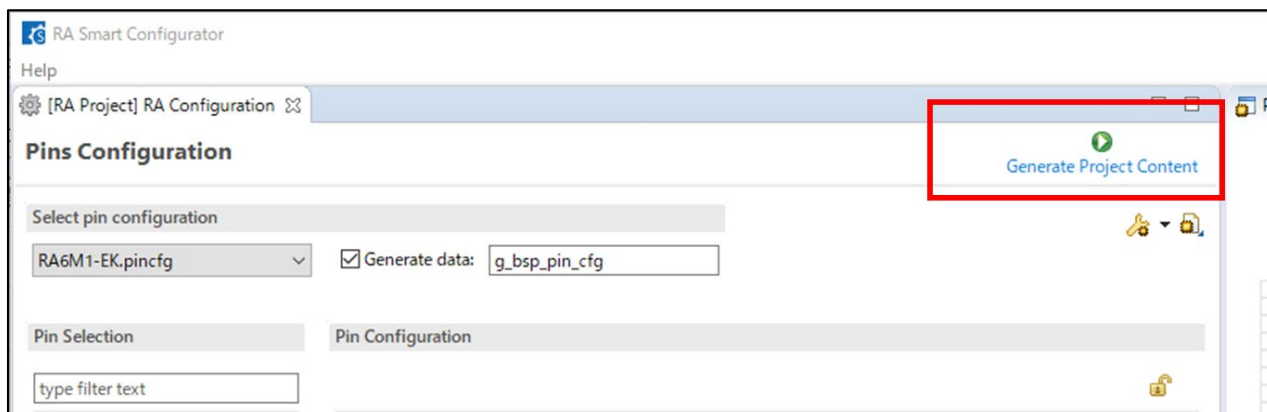 RA Smart Configurator
Help
[RA Project] RA Configuration
Pins Configuration
Generate Project Content
Select pin configuration
RA6M1-EK.pincfg
Generate data: g_bsp_pin_cfg
Pin Selection
Pin Configuration
type filter text